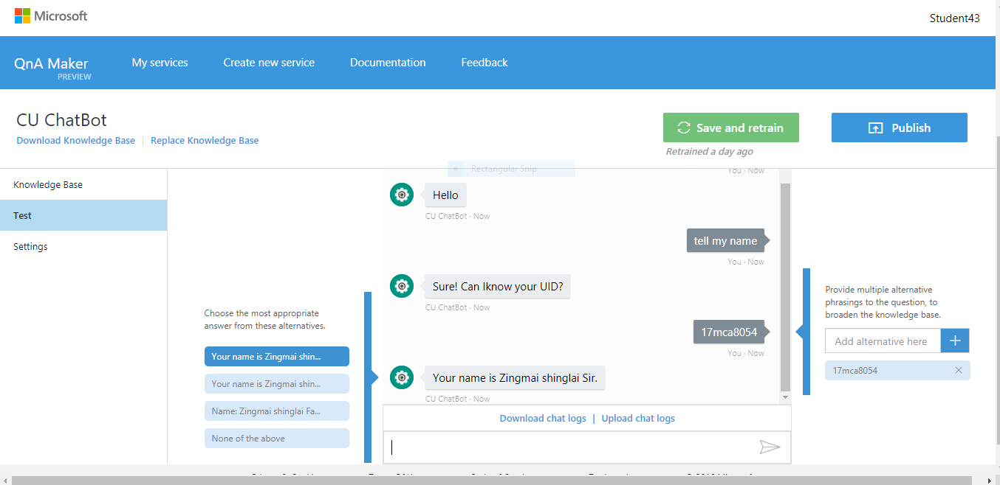 Microsoft
Student43
QnA Maker
PREVIEW
My services
Create new service
Documentation
Feedback
CU ChatBot
Download Knowledge Base | Replace Knowledge Base
Save and retrain
Publish
Retrained a day ago
Rectangular Snip
Knowledge Base
Test
Settings
You · Now
Hello
CU ChatBot · Now
tell my name
You · Now
Sure! Can Iknow your UID?
CU ChatBot · Now
17mca8054
You · Now
Your name is Zingmai shinglai Sir.
CU ChatBot · Now
Choose the most appropriate
answer from these alternatives.
Your name is Zingmai shin...
Your name is Zingmai shin...
Name: Zingmai shinglai Fa...
None of the above
Provide multiple alternative
phrasings to the question, to
broaden the knowledge base.
Add alternative here
17mca8054
Download chat logs | Upload chat logs